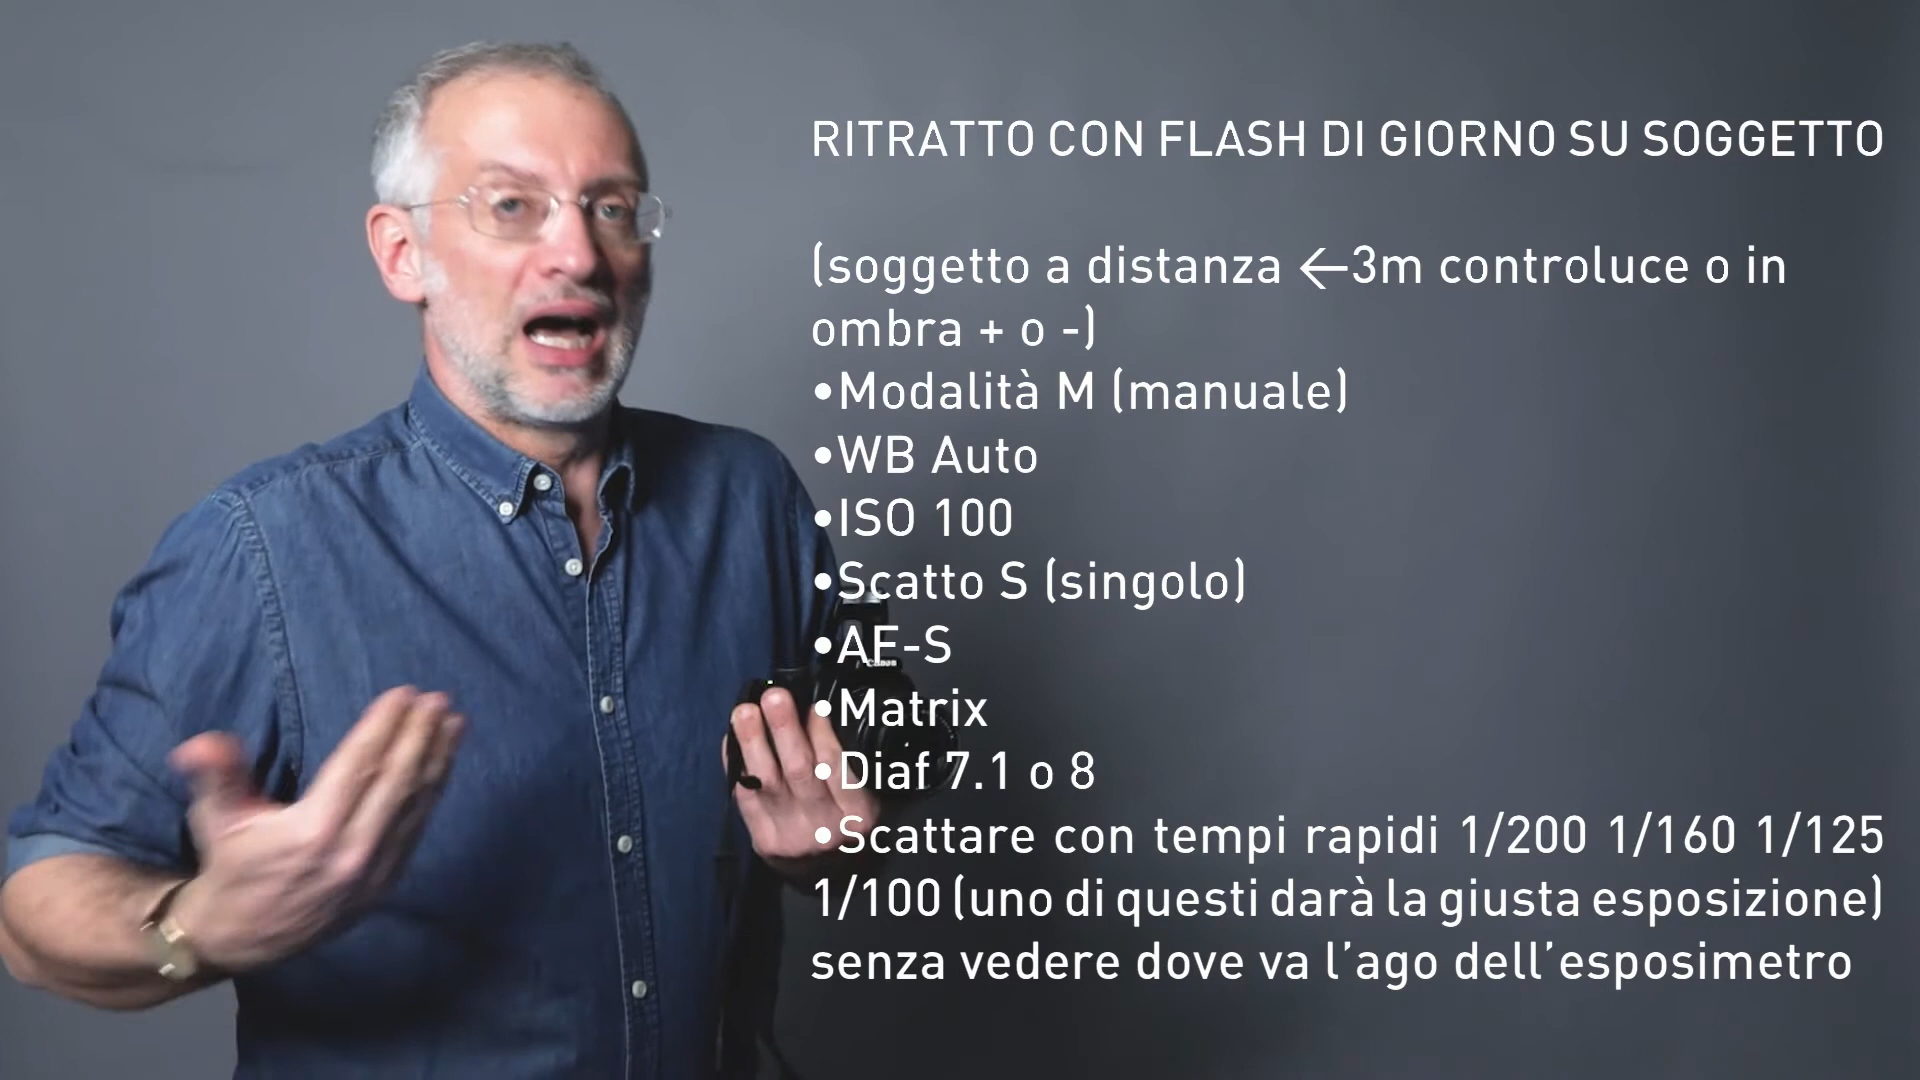 RITRATTO CON FLASH DI GIORNO SU SOGGETTO
(soggetto a distanza <-3m controluce o in
ombra + o -)
•Modalità M (manuale)
•WB Auto
•ISO 100
•Scatto S (singolo)
•AF-S
Canon
•Matrix
•Diaf 7.1 o 8
•Scattare con tempi rapidi 1/200 1/160 1/125
1/100 (uno di questi darà la giusta esposizione)
senza vedere dove va l’ago dell’esposimetro